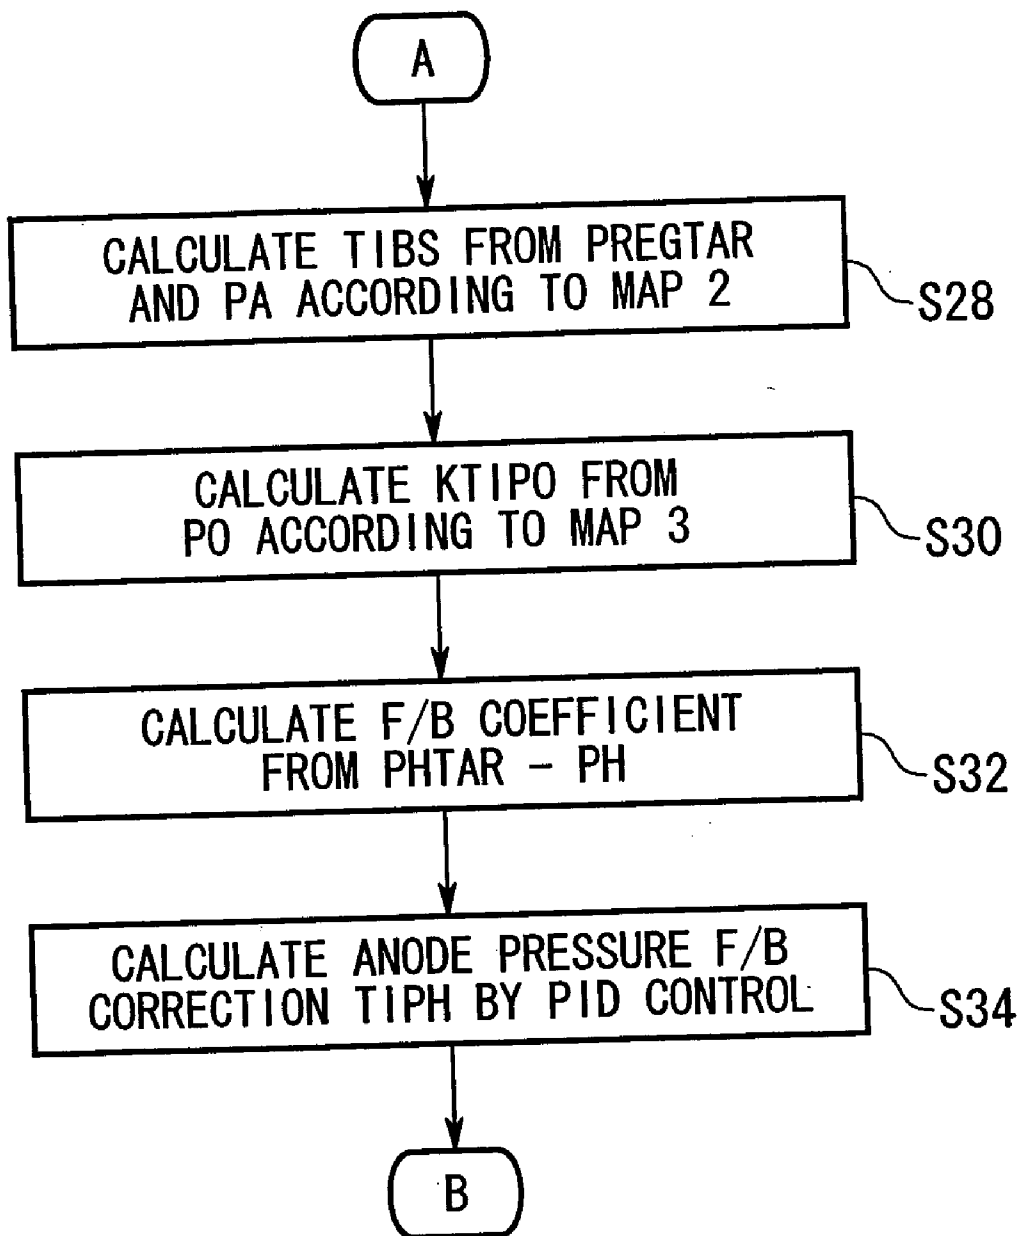 A
CALCULATE TIBS FROM PREGTAR
AND PA ACCORDING TO MAP 2
S28
CALCULATE KTIPO FROM
PO ACCORDING TO MAP 3
S30
CALCULATE F/B COEFFICIENT
FROM PHTAR - PH
S32
CALCULATE ANODE PRESSURE F/B
CORRECTION TIPH BY PID CONTROL
S34
B